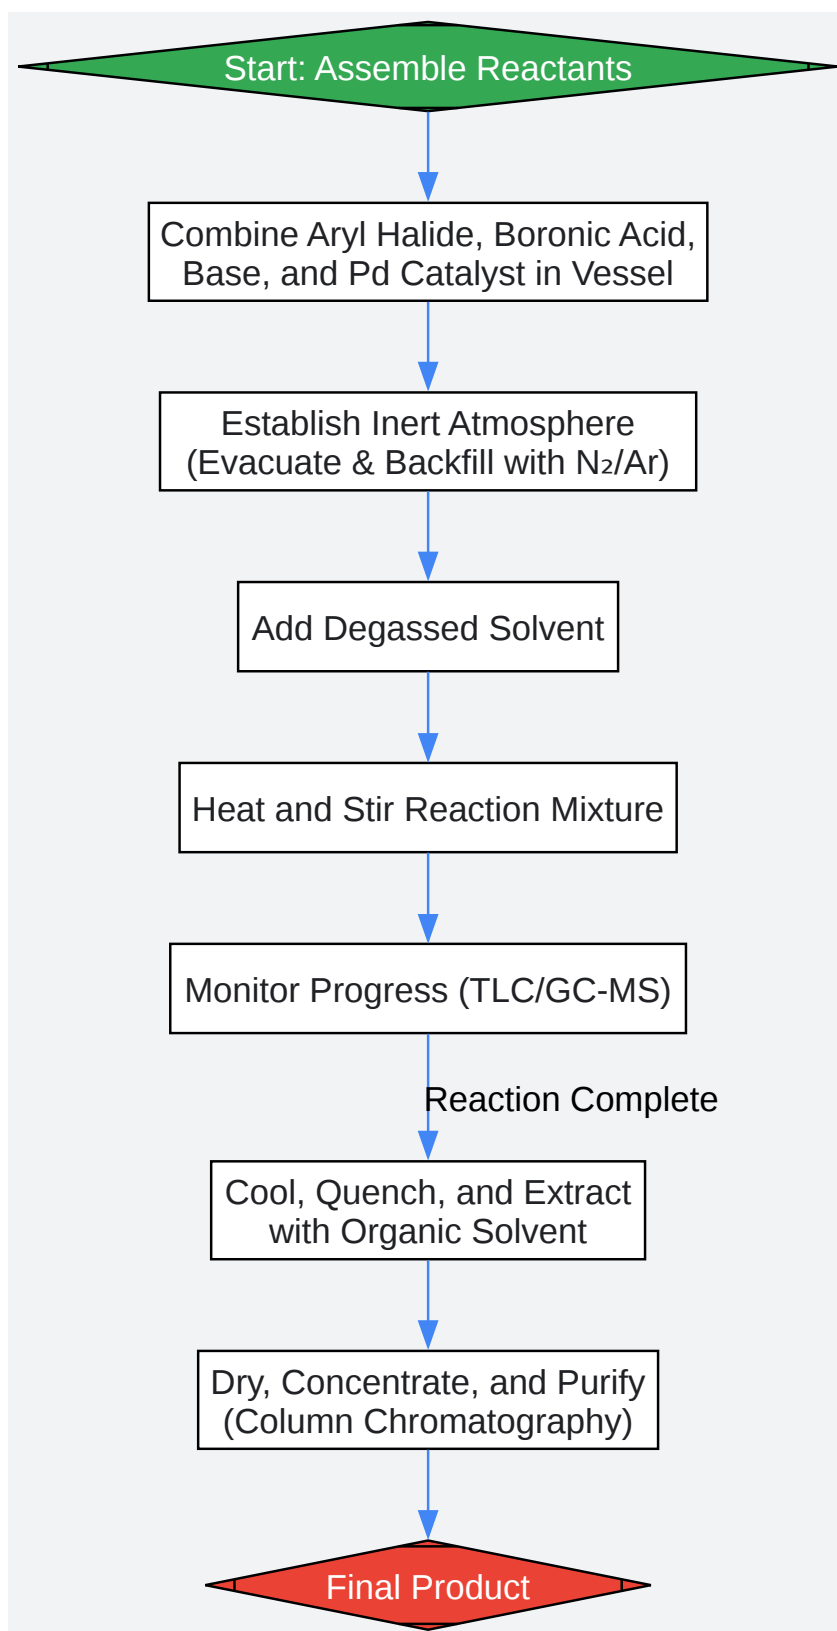 Start: Assemble Reactants
Combine Aryl Halide, Boronic Acid,
Base, and Pd Catalyst in Vessel
Establish Inert Atmosphere
(Evacuate & Backfill with N₂/Ar)
Add Degassed Solvent
Heat and Stir Reaction Mixture
Monitor Progress (TLC/GC-MS)
Reaction Complete
Cool, Quench, and Extract
with Organic Solvent
Dry, Concentrate, and Purify
(Column Chromatography)
Final Product